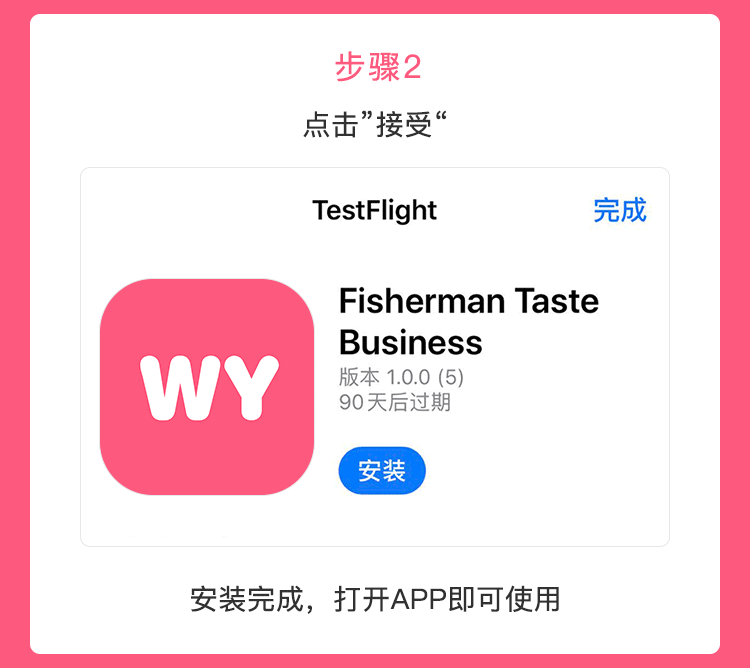 步骤2
点击”接受“
TestFlight
完成
WY
Fisherman Taste
Business
版本 1.0.0 (5)
90天后过期
安装
安装完成，打开APP即可使用